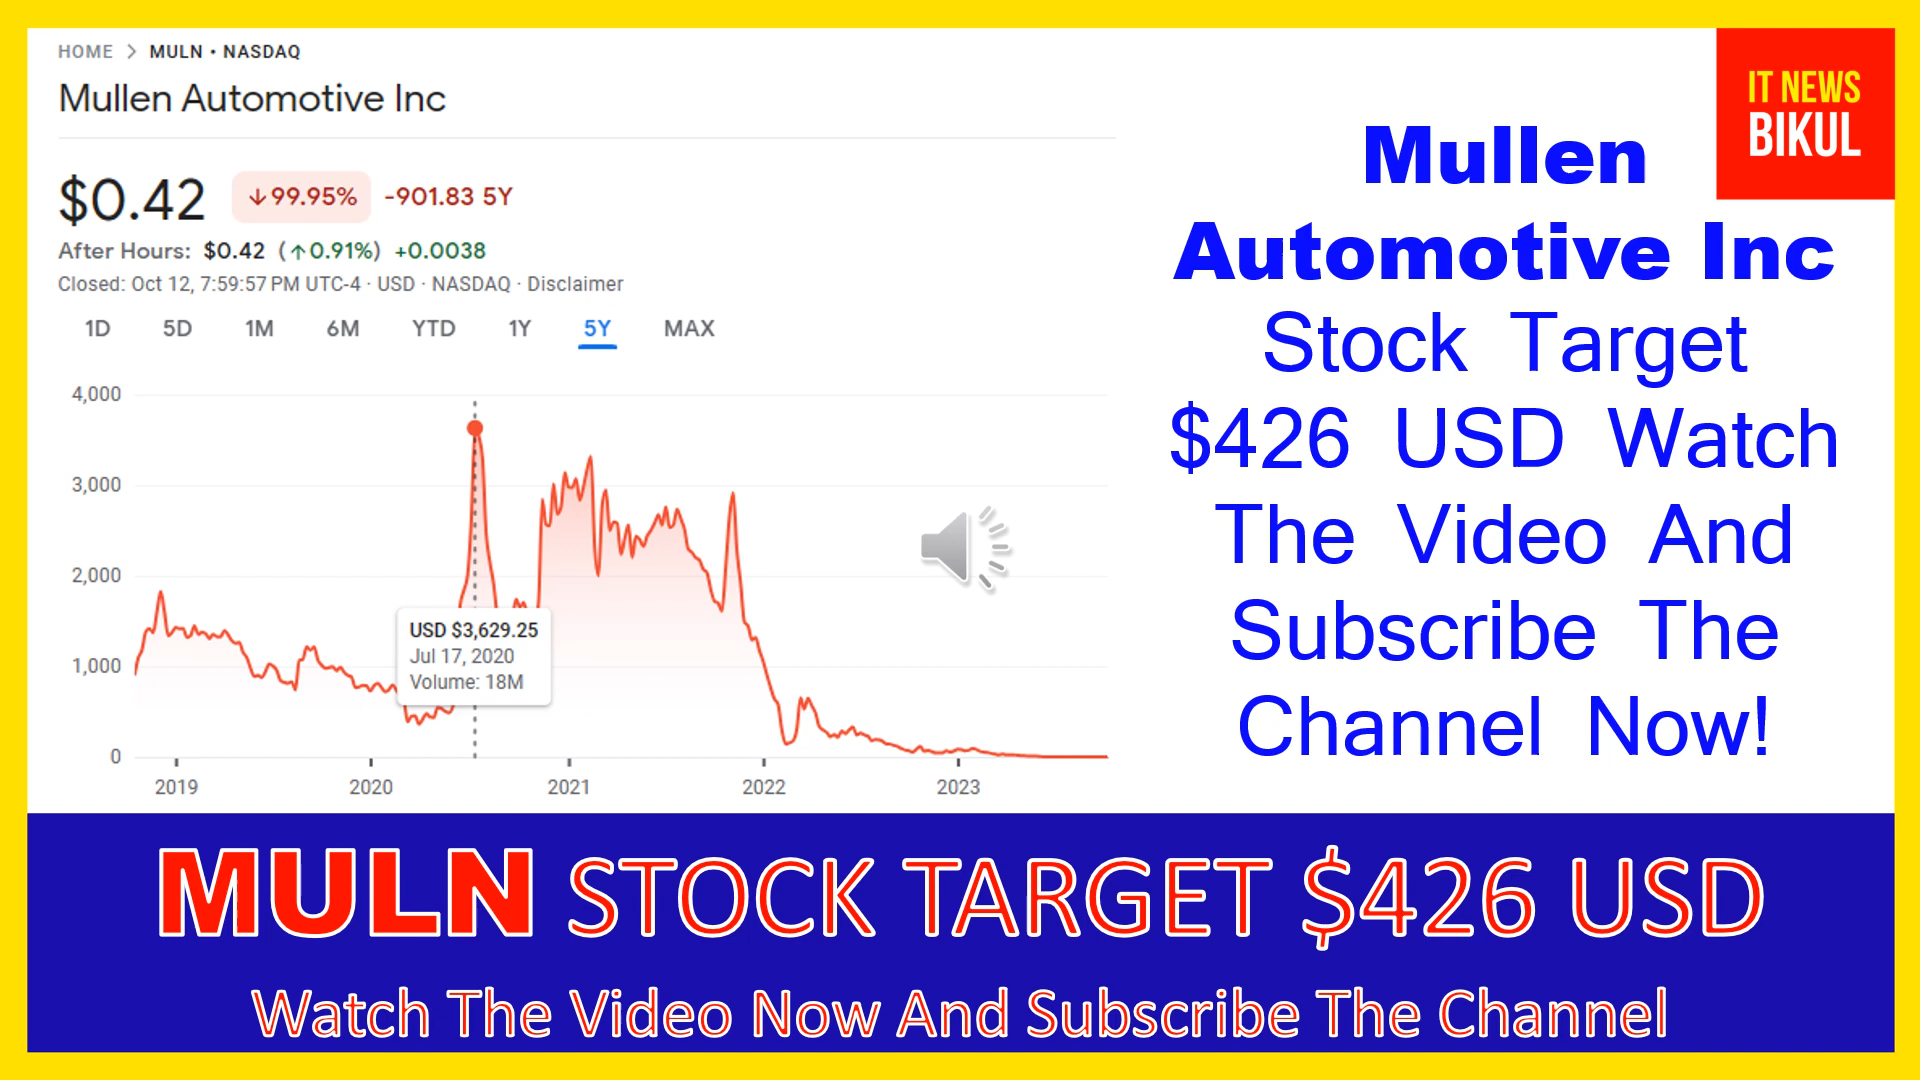 HOME > MULN • NASDAQ
Mullen Automotive Inc
$0.42 ↓99.95% -901.83 5Y
After Hours: $0.42 (↑0.91%) +0.0038
Closed: Oct 12, 7:59:57 PM UTC-4 · USD · NASDAQ · Disclaimer
1D 5D 1M 6M YTD 1Y 5Y MAX
4,000
3,000
2,000
1,000
0
USD $3,629.25
Jul 17, 2020
Volume: 18M
2019 2020 2021 2022 2023
IT NEWS
BIKUL
Mullen
Automotive Inc
Stock Target
$426 USD Watch
The Video And
Subscribe The
Channel Now!
MULN STOCK TARGET $426 USD
Watch The Video Now And Subscribe The Channel